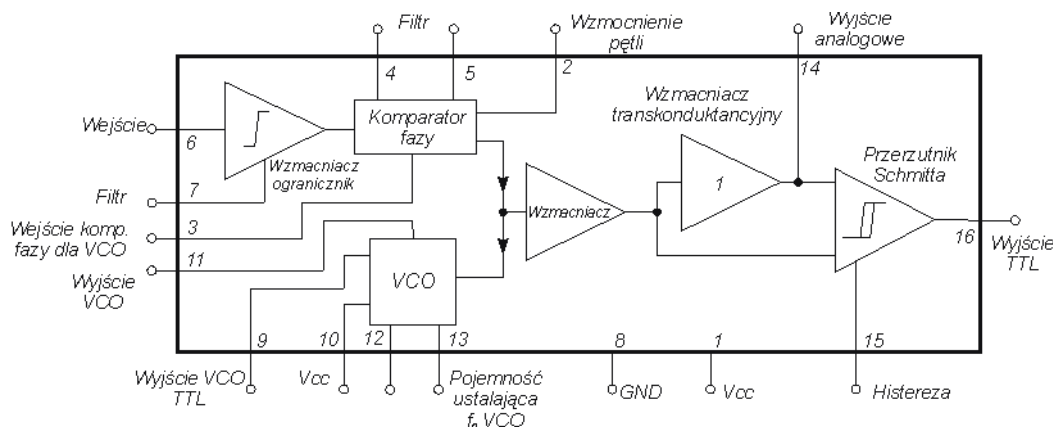 Filtr
Wzmocnienie
pętli
Wyjście
analogowe
4
5
2
14
Wejście
6
Komparator
fazy
Wzmacniacz
transkonduktancyjny
Przerzutnik
Schmitta
Wzmacniacz
ogranicznik
1
Filtr
7
Wzmacniacz
Wejście komp.
fazy dla VCO
3
16
Wyjście
TTL
Wyjście
VCO
11
VCO
9
10
12
13
8
1
15
Wyjście VCO
TTL
Vcc
Pojemność
ustalająca
VCO
GND
Vcc
Histereza